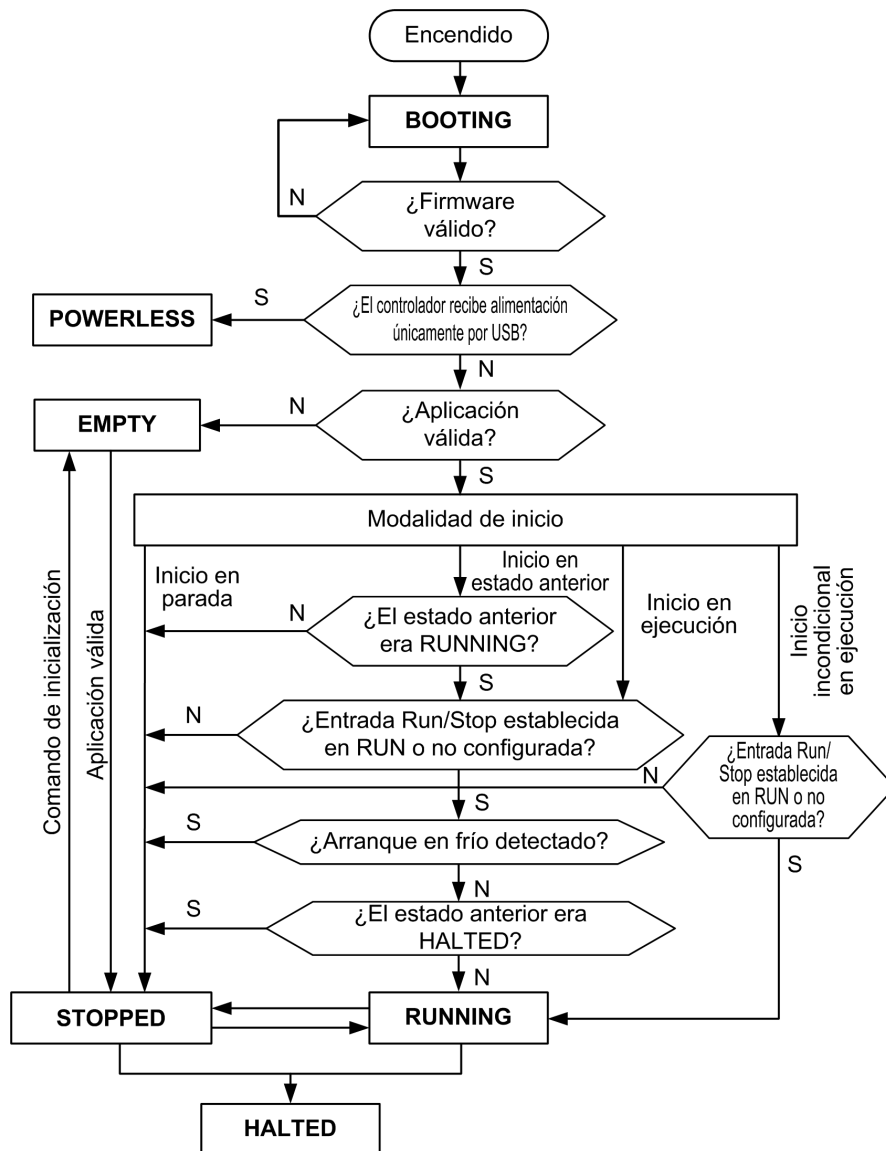 Encendido
BOOTING
N
¿Firmware
válido?
S
S
¿El controlador recibe alimentación
únicamente por USB?
POWERLESS
N
N
¿Aplicación
válida?
EMPTY
S
Modalidad de inicio
Inicio en
parada
Inicio en
estado anterior
Inicio en
ejecución
Inicio
incondicional
en ejecución
Comando de inicialización
Aplicación válida
N
¿El estado anterior
era RUNNING?
S
N
¿Entrada Run/Stop establecida
en RUN o no configurada?
N
¿Entrada Run/
Stop establecida
en RUN o no
configurada?
S
S
S
¿Arranque en frío detectado?
N
S
¿El estado anterior era
HALTED?
N
STOPPED
RUNNING
HALTED